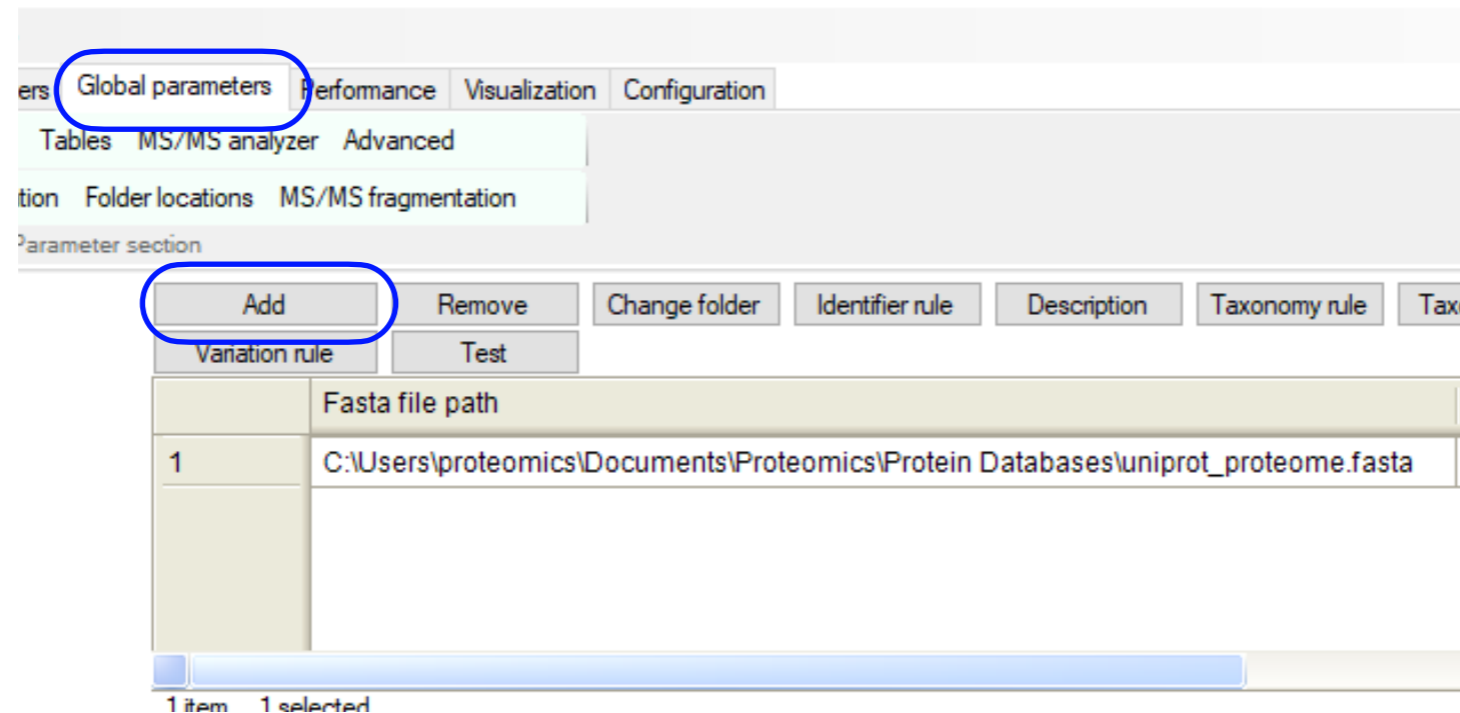 ers Global parameters Performance Visualization Configuration
Tables MS/MS analyzer Advanced
tion Folder locations MS/MS fragmentation
Parameter section
Add Remove Change folder Identifier rule Description Taxonomy rule Tax
Variation rule Test
Fasta file path
1 C:\Users\proteomics\Documents\Proteomics\Protein Databases\uniprot_proteome.fasta
1 item 1 selected